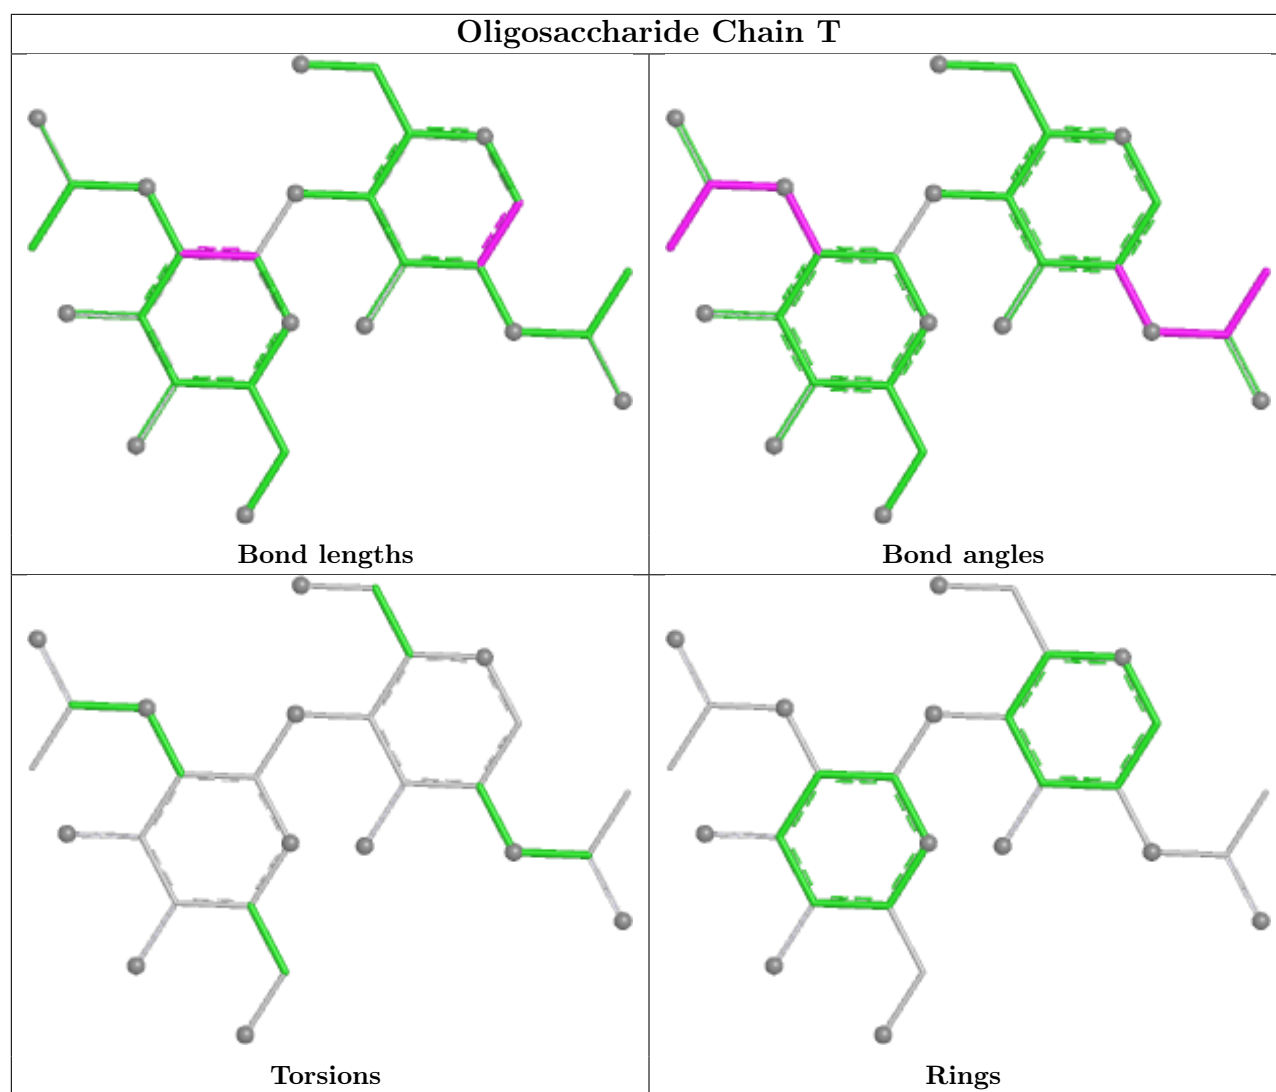 Oligosaccharide Chain T
Bond lengths
Bond angles
Torsions
Rings